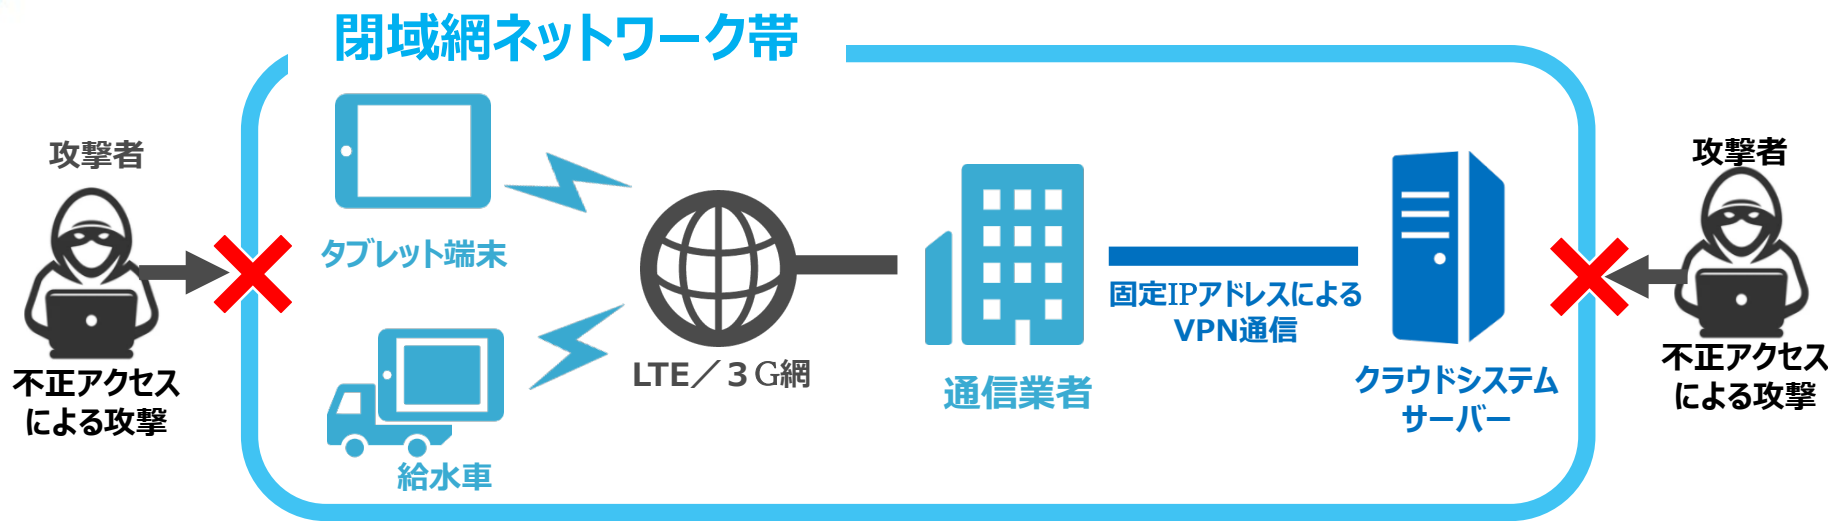 閉域網ネットワーク帯
攻撃者
不正アクセス
による攻撃
タブレット端末
給水車
LTE／３G網
通信業者
固定IPアドレスによる
VPN通信
クラウドシステム
サーバー
攻撃者
不正アクセス
による攻撃